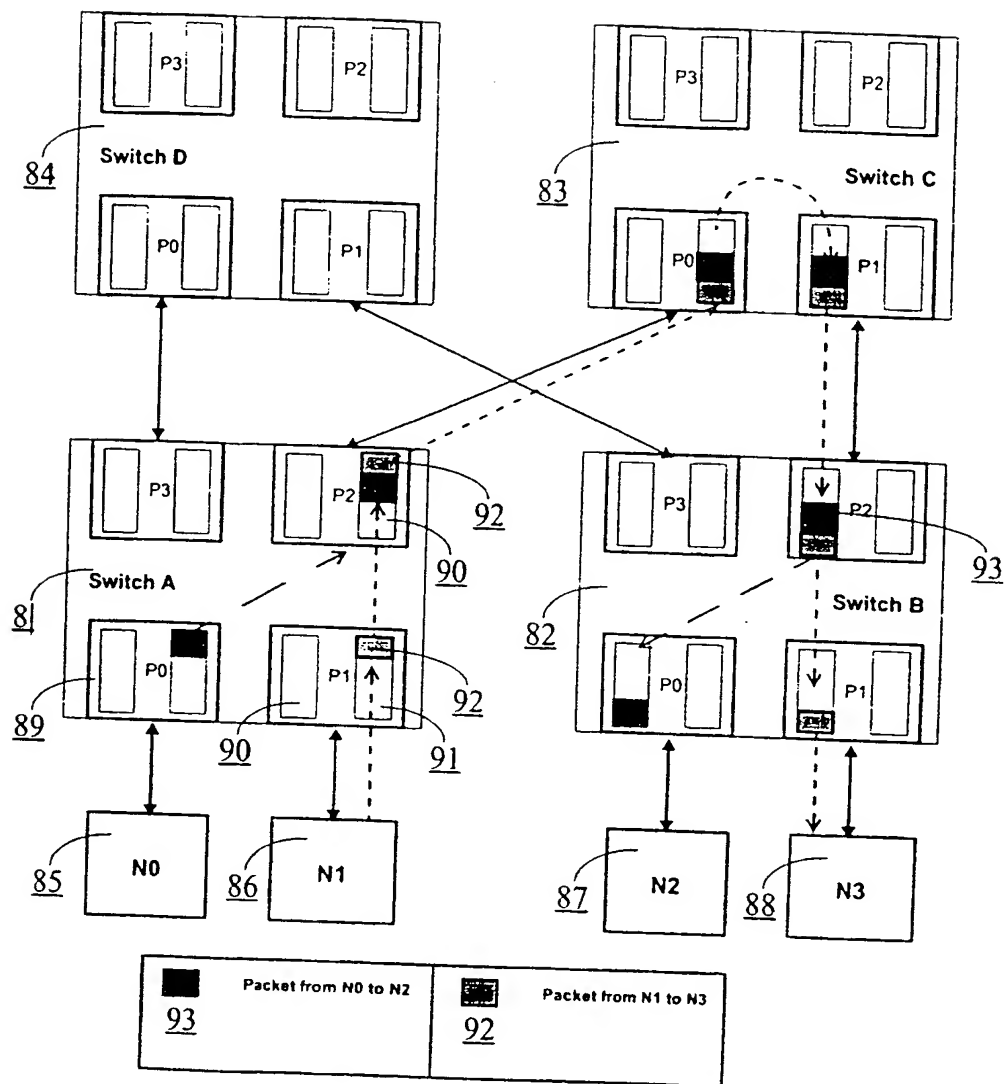 P3
P2
84
Switch D
P0
P1
P3
P2
83
Switch C
P0
P1
P3
P2
92
90
81
Switch A
P0
89
P1
92
90
91
P3
P2
93
82
Switch B
P0
P1
85
N0
86
N1
87
N2
88
N3
Packet from N0 to N2
93
Packet from N1 to N3
92